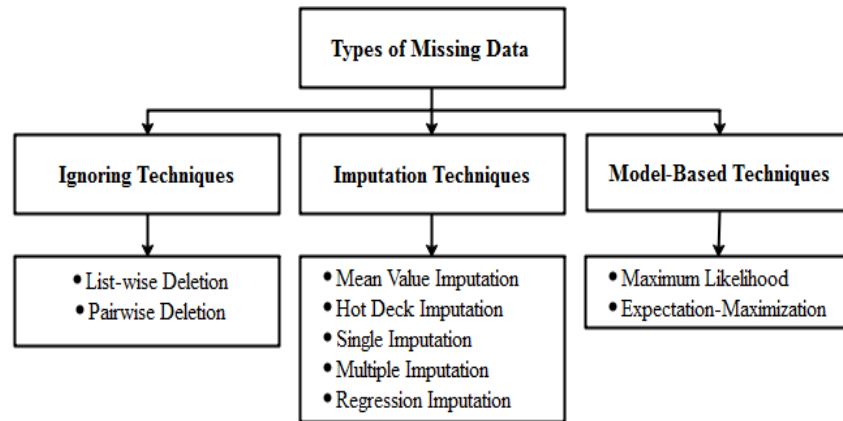 Types of Missing Data
Ignoring Techniques
Imputation Techniques
Model-Based Techniques
• List-wise Deletion
• Pairwise Deletion
• Mean Value Imputation
• Hot Deck Imputation
• Single Imputation
• Multiple Imputation
• Regression Imputation
• Maximum Likelihood
• Expectation-Maximization